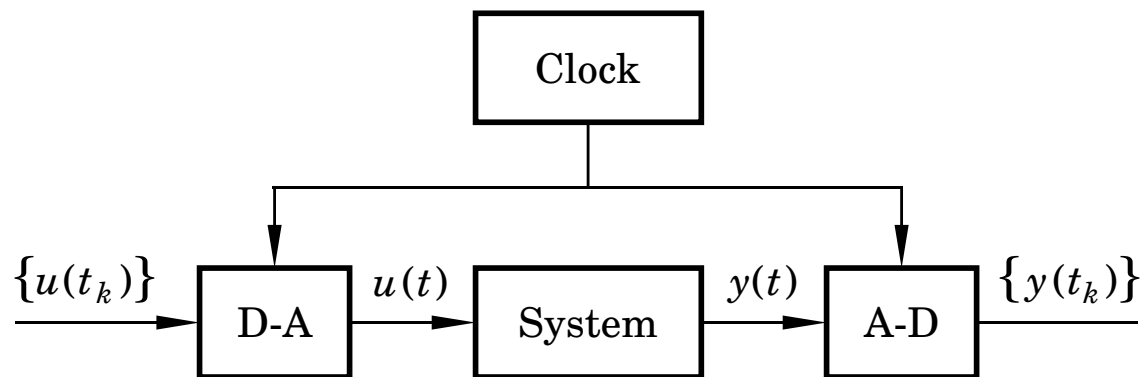 Clock
{u(t_k)}
D-A
u(t)
System
y(t)
A-D
{y(t_k)}